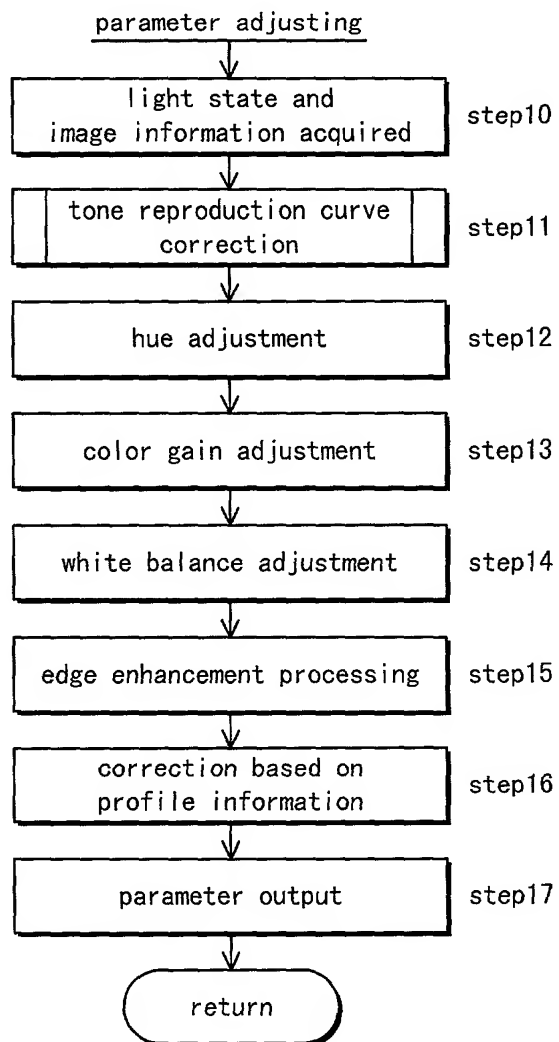 parameter adjusting
light state and
image information acquired
step10
tone reproduction curve
correction
step11
hue adjustment
step12
color gain adjustment
step13
white balance adjustment
step14
edge enhancement processing
step15
correction based on
profile information
step16
parameter output
step17
return